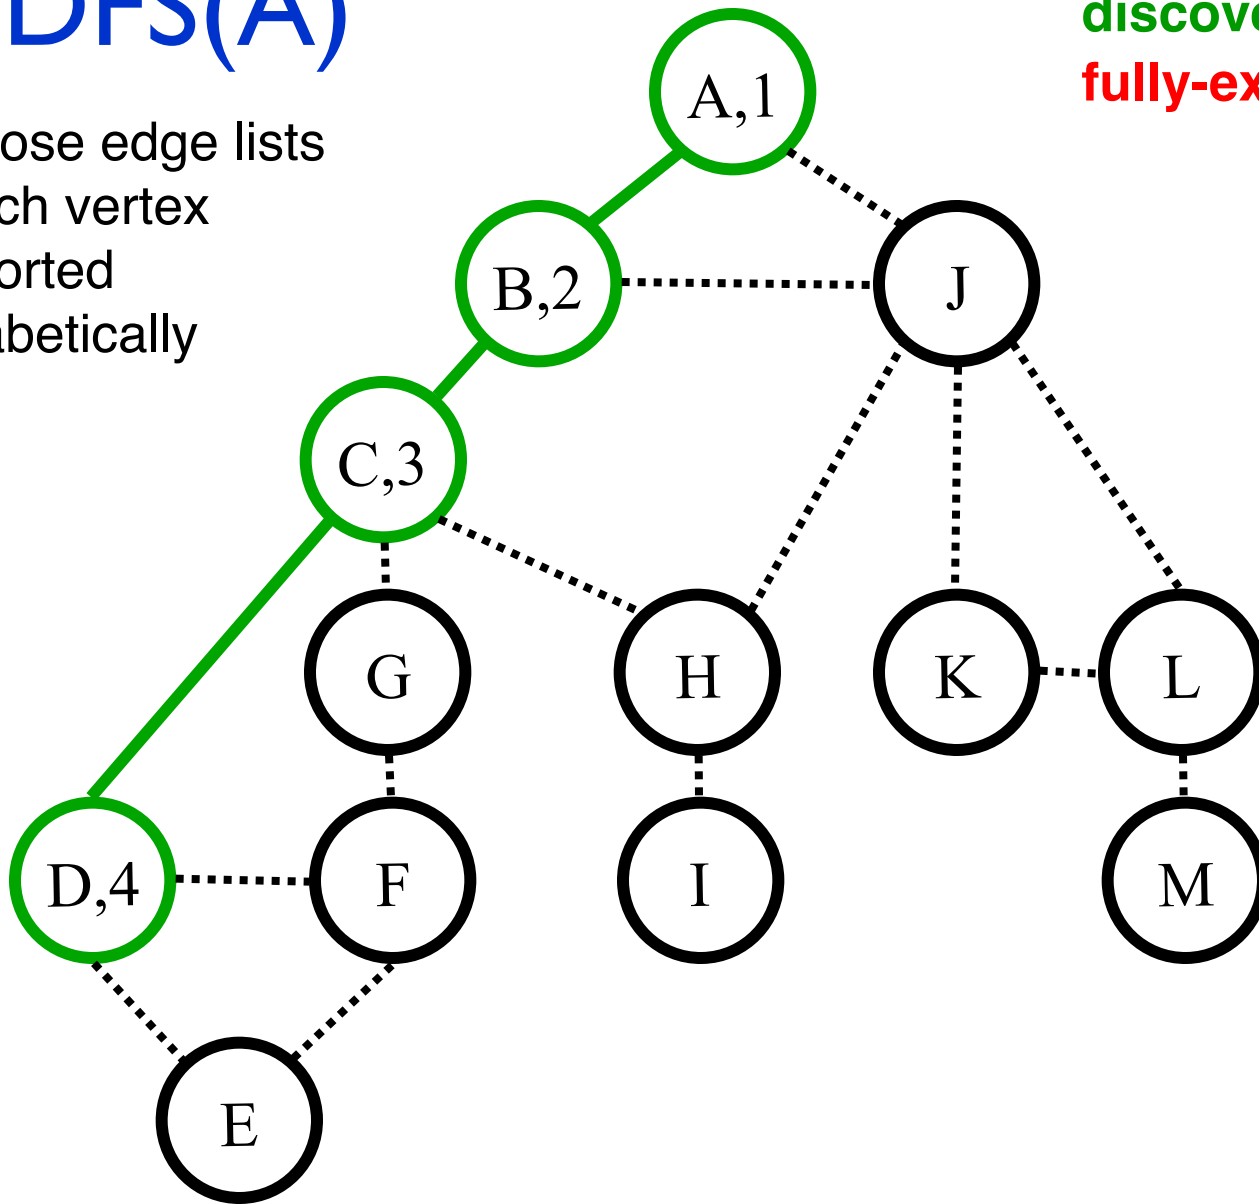 DFS(A)
discove
fully-ex
ose edge lists
ch vertex
orted
abetically
A,1
B,2
J
C,3
G
H
K
L
D,4
F
I
M
E